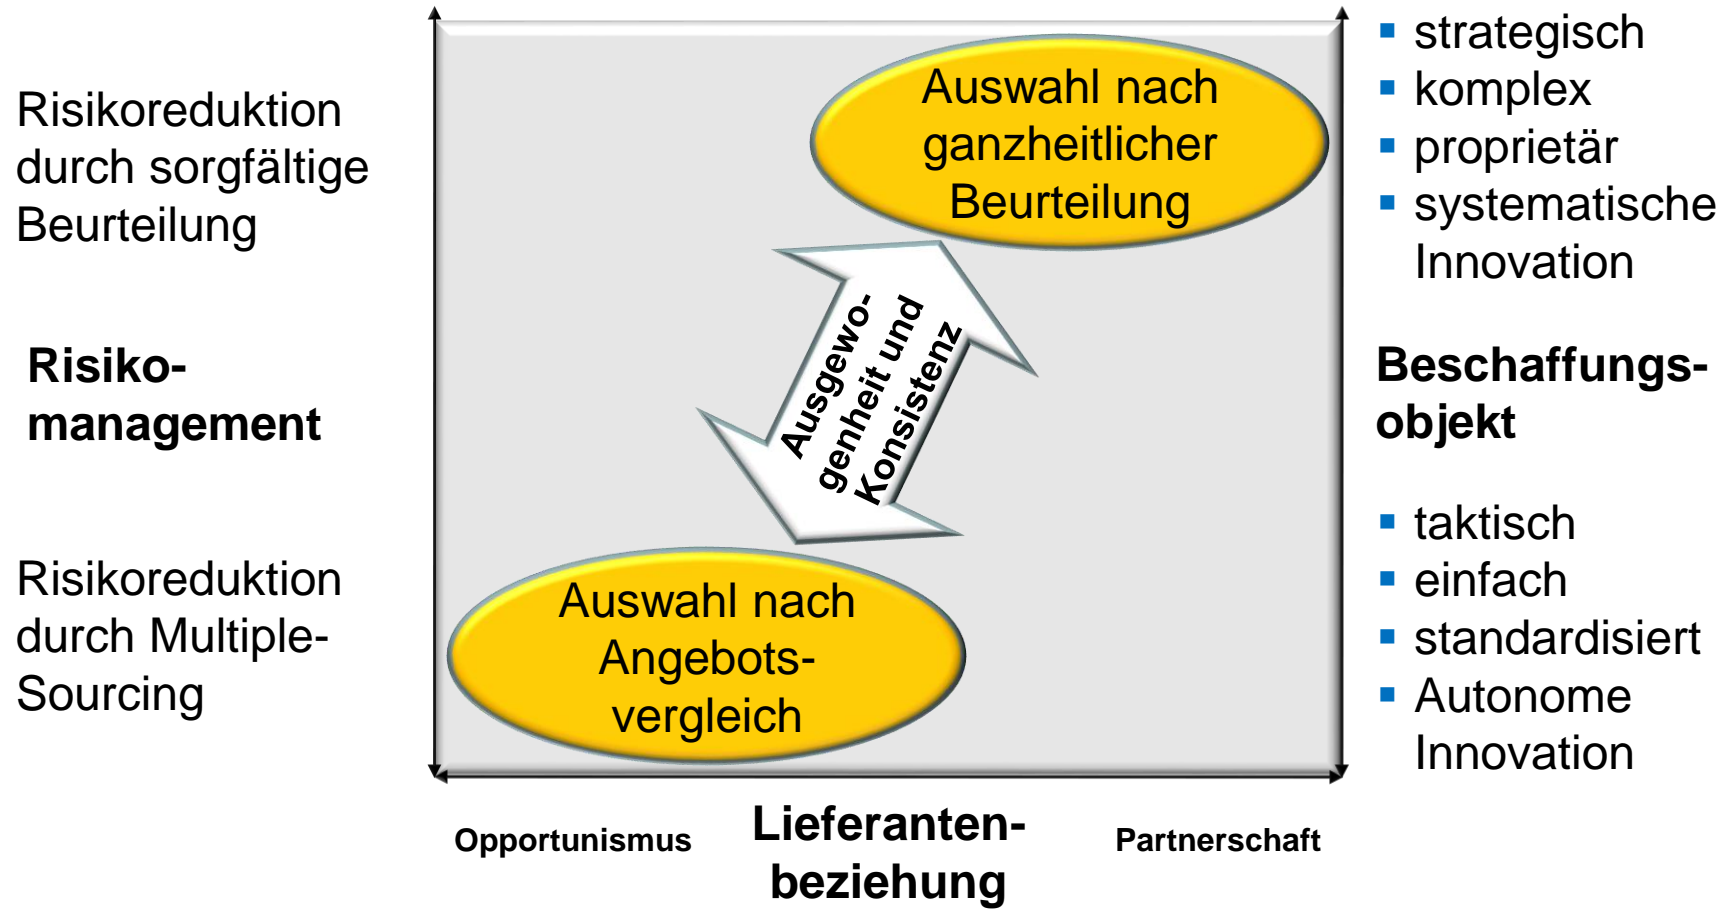 Risikoreduktion
durch sorgfältige
Beurteilung
Risiko-
management
Risikoreduktion
durch Multiple-
Sourcing
Auswahl nach
ganzheitlicher
Beurteilung
Ausgewo-
genheit und
Konsistenz
Auswahl nach
Angebots-
vergleich
strategisch
komplex
proprietär
systematische
Innovation
Beschaffungs-
objekt
taktisch
einfach
standardisiert
Autonome
Innovation
Opportunismus
Lieferanten-
beziehung
Partnerschaft